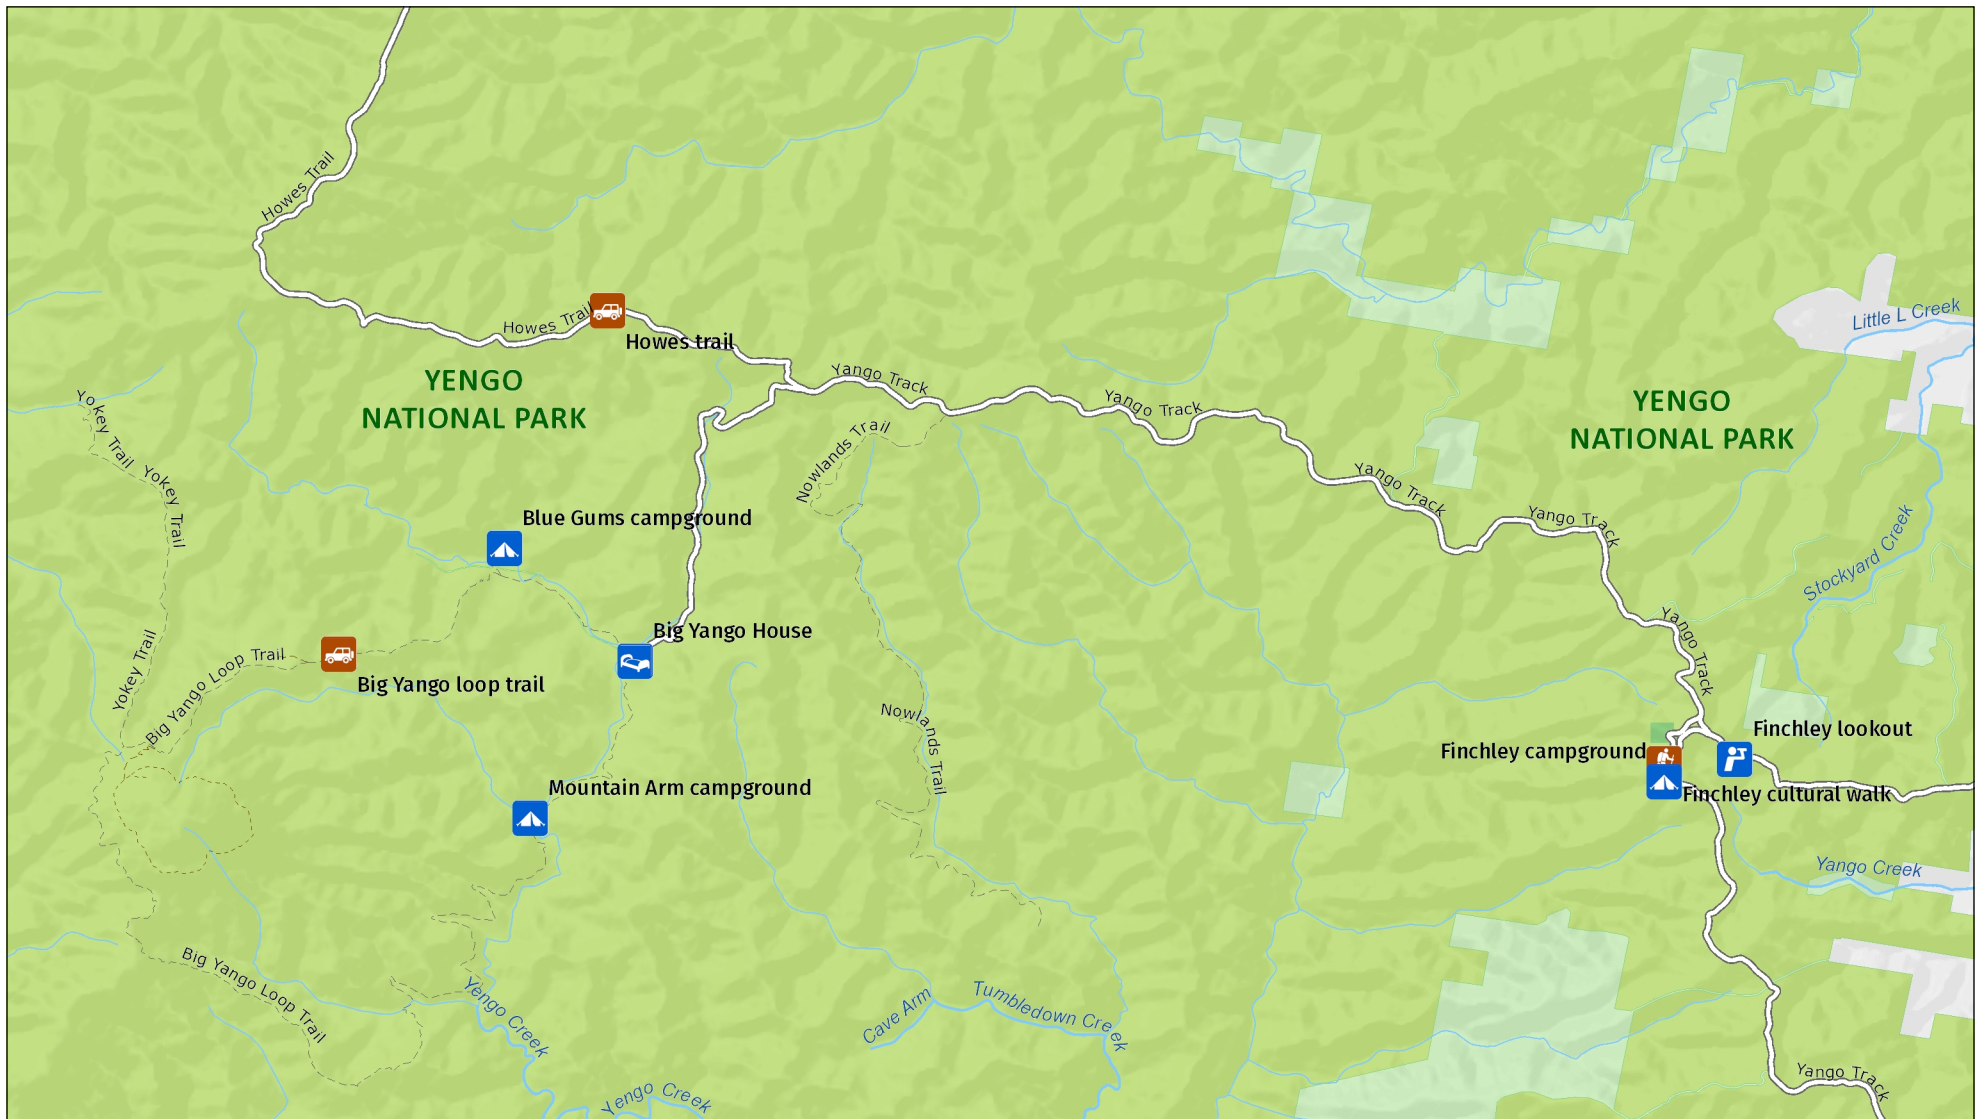 Howes Trail
Howes Trail
Howes trail
YENGO
NATIONAL PARK
Yango Track
Yango Track
Yango Track
Yango Track
Yango Track
YENGO
NATIONAL PARK
Little L Creek
Stockyard Creek
Yokey Trail
Yokey Trail
Yokey Trail
Nowlands Trail
Blue Gums campground
Big Yango House
Big Yango Loop Trail
Big Yango loop trail
Mountain Arm campground
Nowlands Trail
Finchley campground
Finchley lookout
Finchley cultural walk
Yango Creek
Big Yango Loop Trail
Yengo Creek
Cave Arm
Tumbledown Creek
Yengo Creek
Yango Track